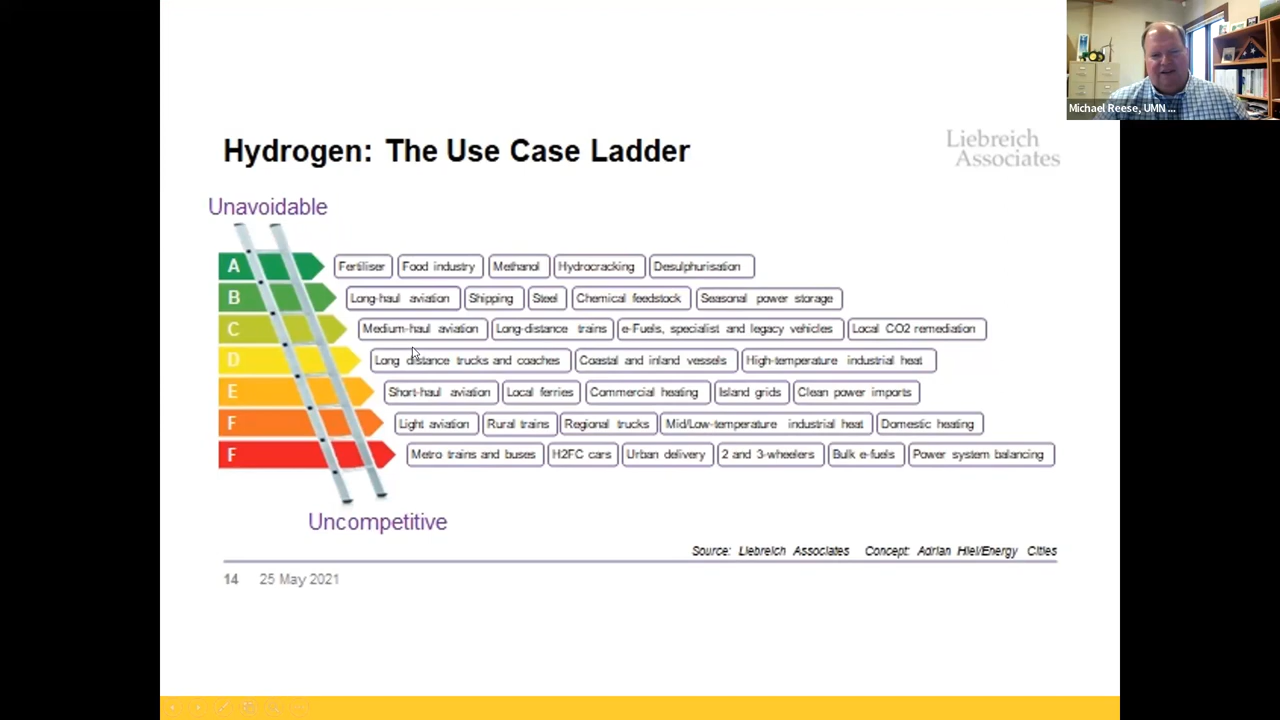 Michael Reese, UMN ...
Hydrogen: The Use Case Ladder
Liebreich
Associates
Unavoidable
A Fertiliser Food industry Methanol Hydrocracking Desulphurisation
B Long-haul aviation Shipping Steel Chemical feedstock Seasonal power storage
C Medium-haul aviation Long-distance trains e-Fuels, specialist and legacy vehicles Local CO2 remediation
D Long distance trucks and coaches Coastal and inland vessels High-temperature industrial heat
E Short-haul aviation Local ferries Commercial heating Island grids Clean power imports
F Light aviation Rural trains Regional trucks Mid/Low-temperature industrial heat Domestic heating
F Metro trains and buses H2FC cars Urban delivery 2 and 3-wheelers Bulk e-fuels Power system balancing
Uncompetitive
Source: Liebreich Associates Concept: Adrian Hiel/Energy Cities
14 25 May 2021